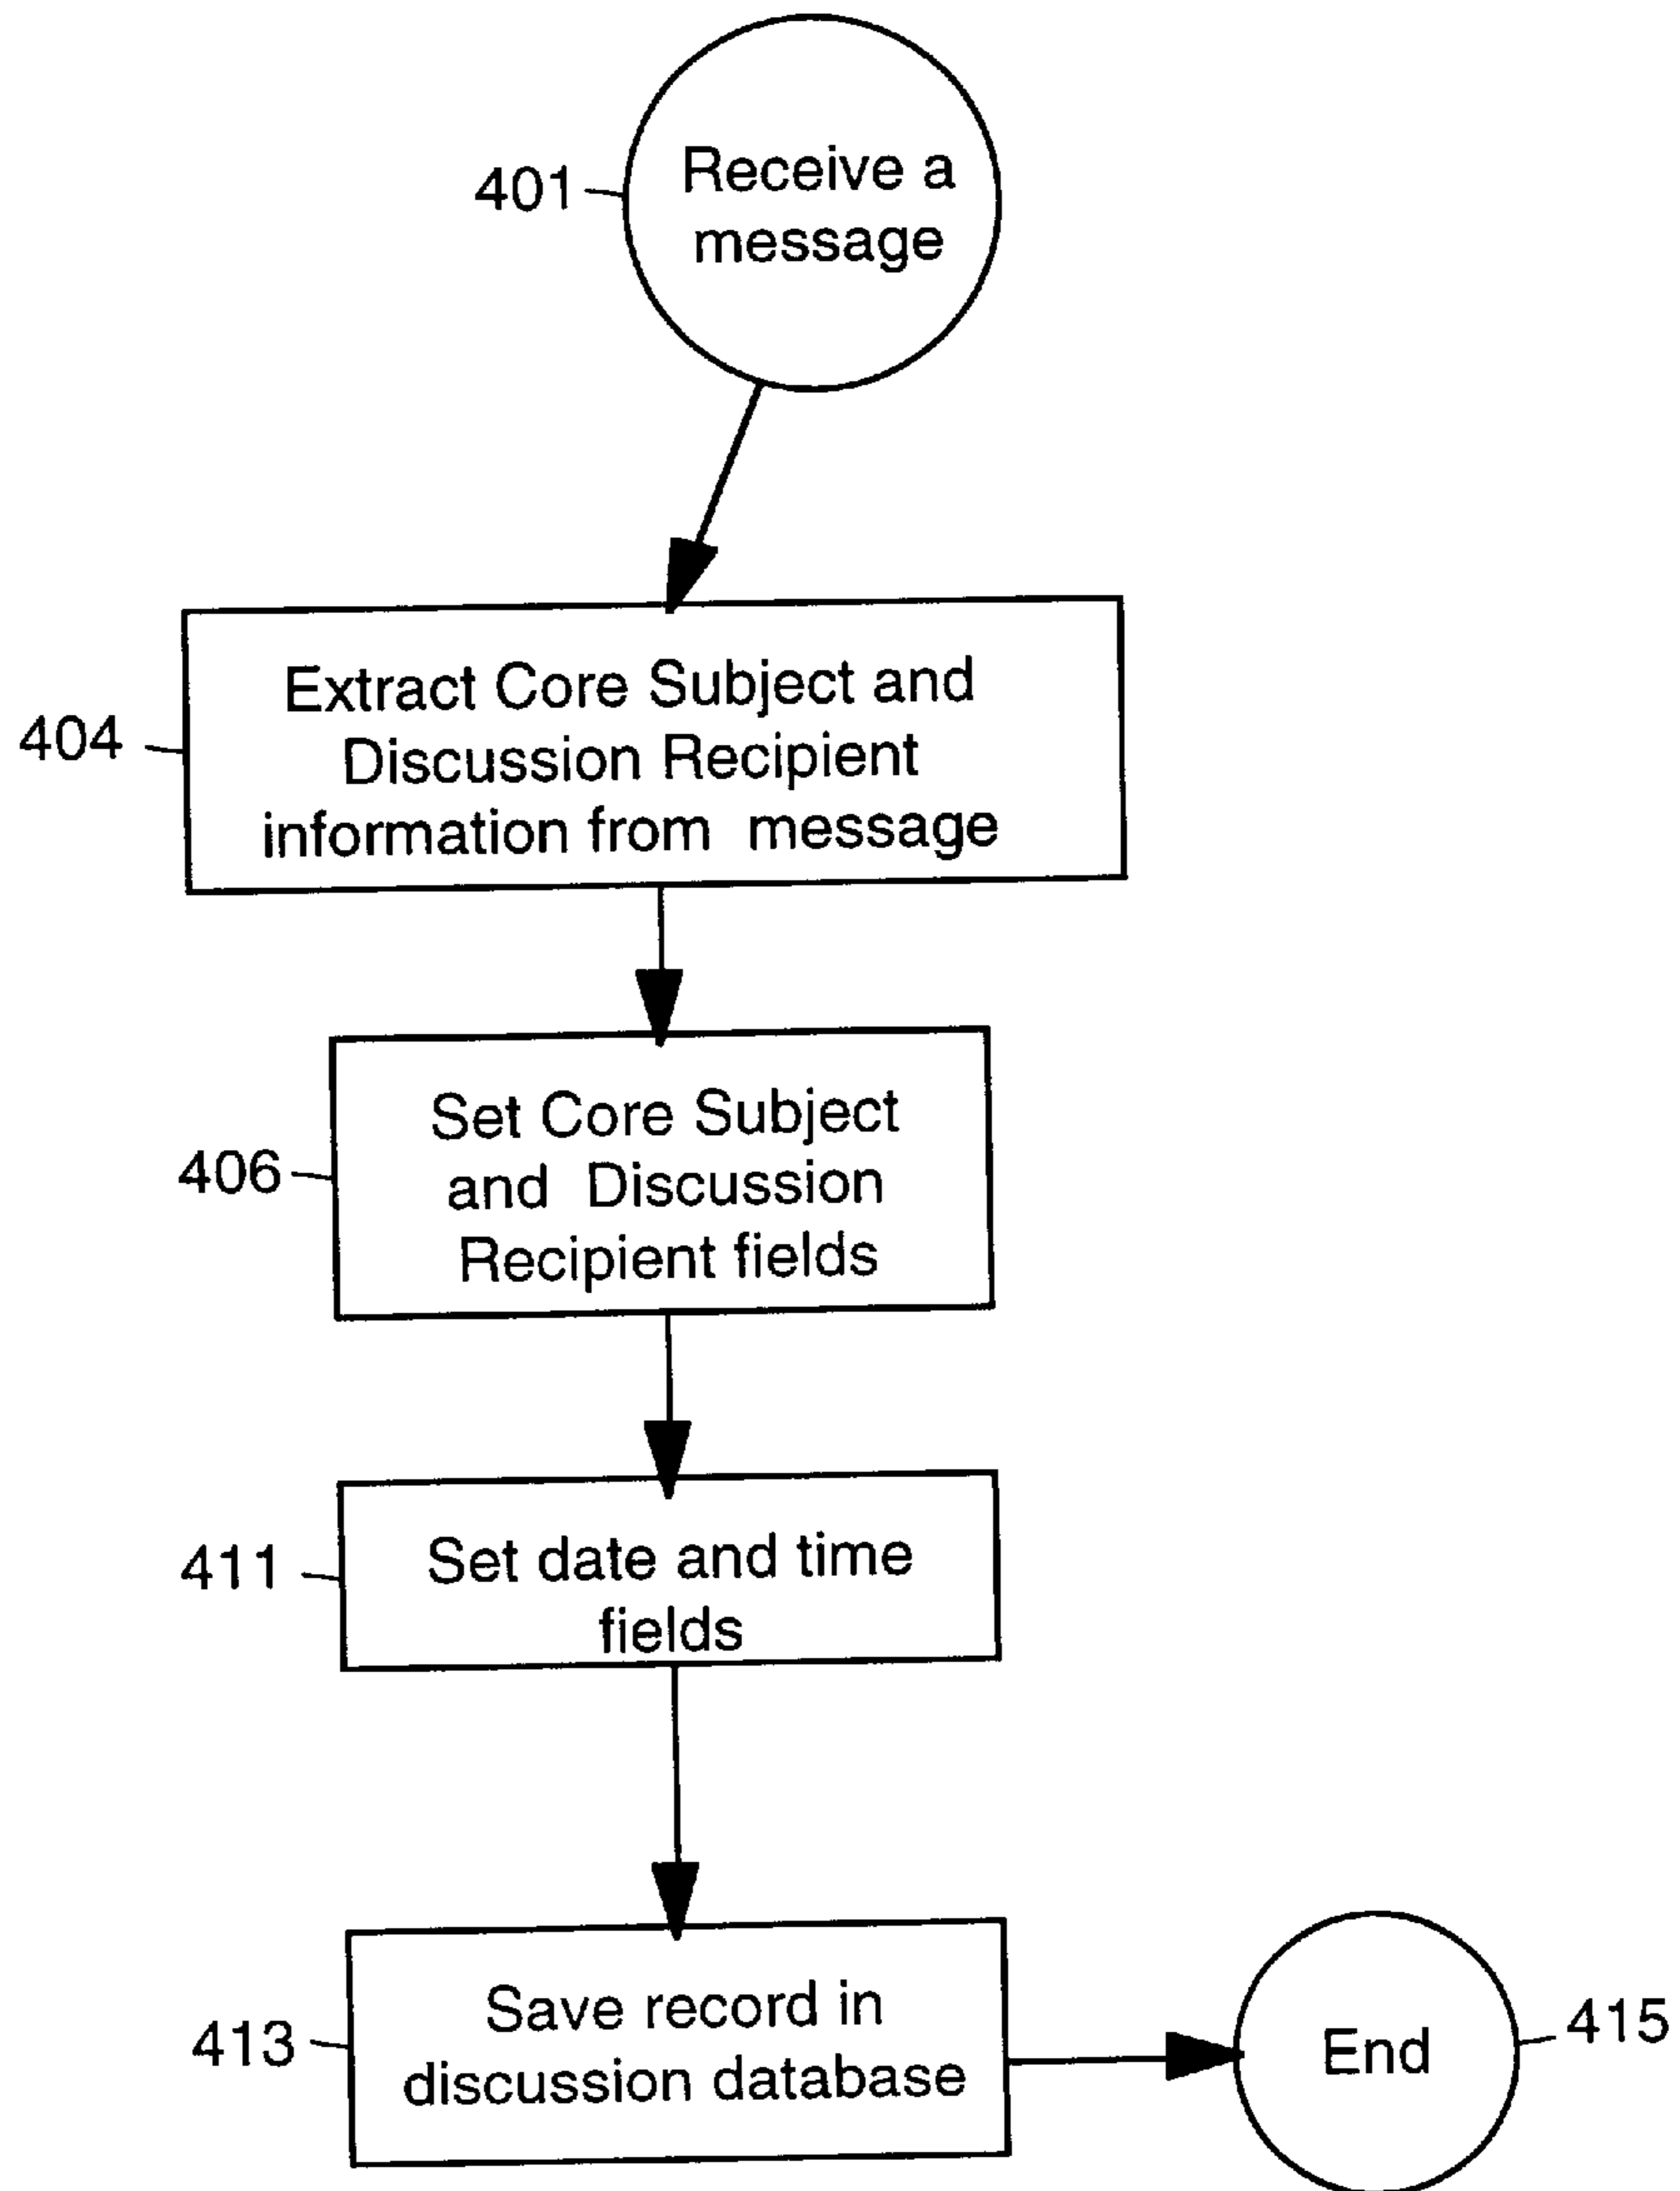 401
Receive a
message
404
Extract Core Subject and
Discussion Recipient
information from message
406
Set Core Subject
and Discussion
Recipient fields
411
Set date and time
fields
413
Save record in
discussion database
End
415